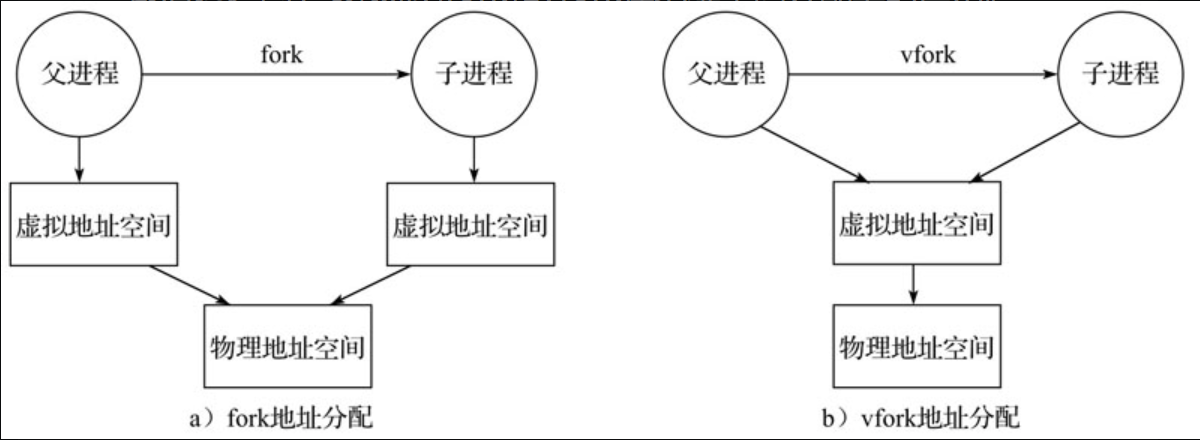 父进程
fork
子进程
虚拟地址空间
虚拟地址空间
物理地址空间
a）fork地址分配
父进程
vfork
子进程
虚拟地址空间
物理地址空间
b）vfork地址分配